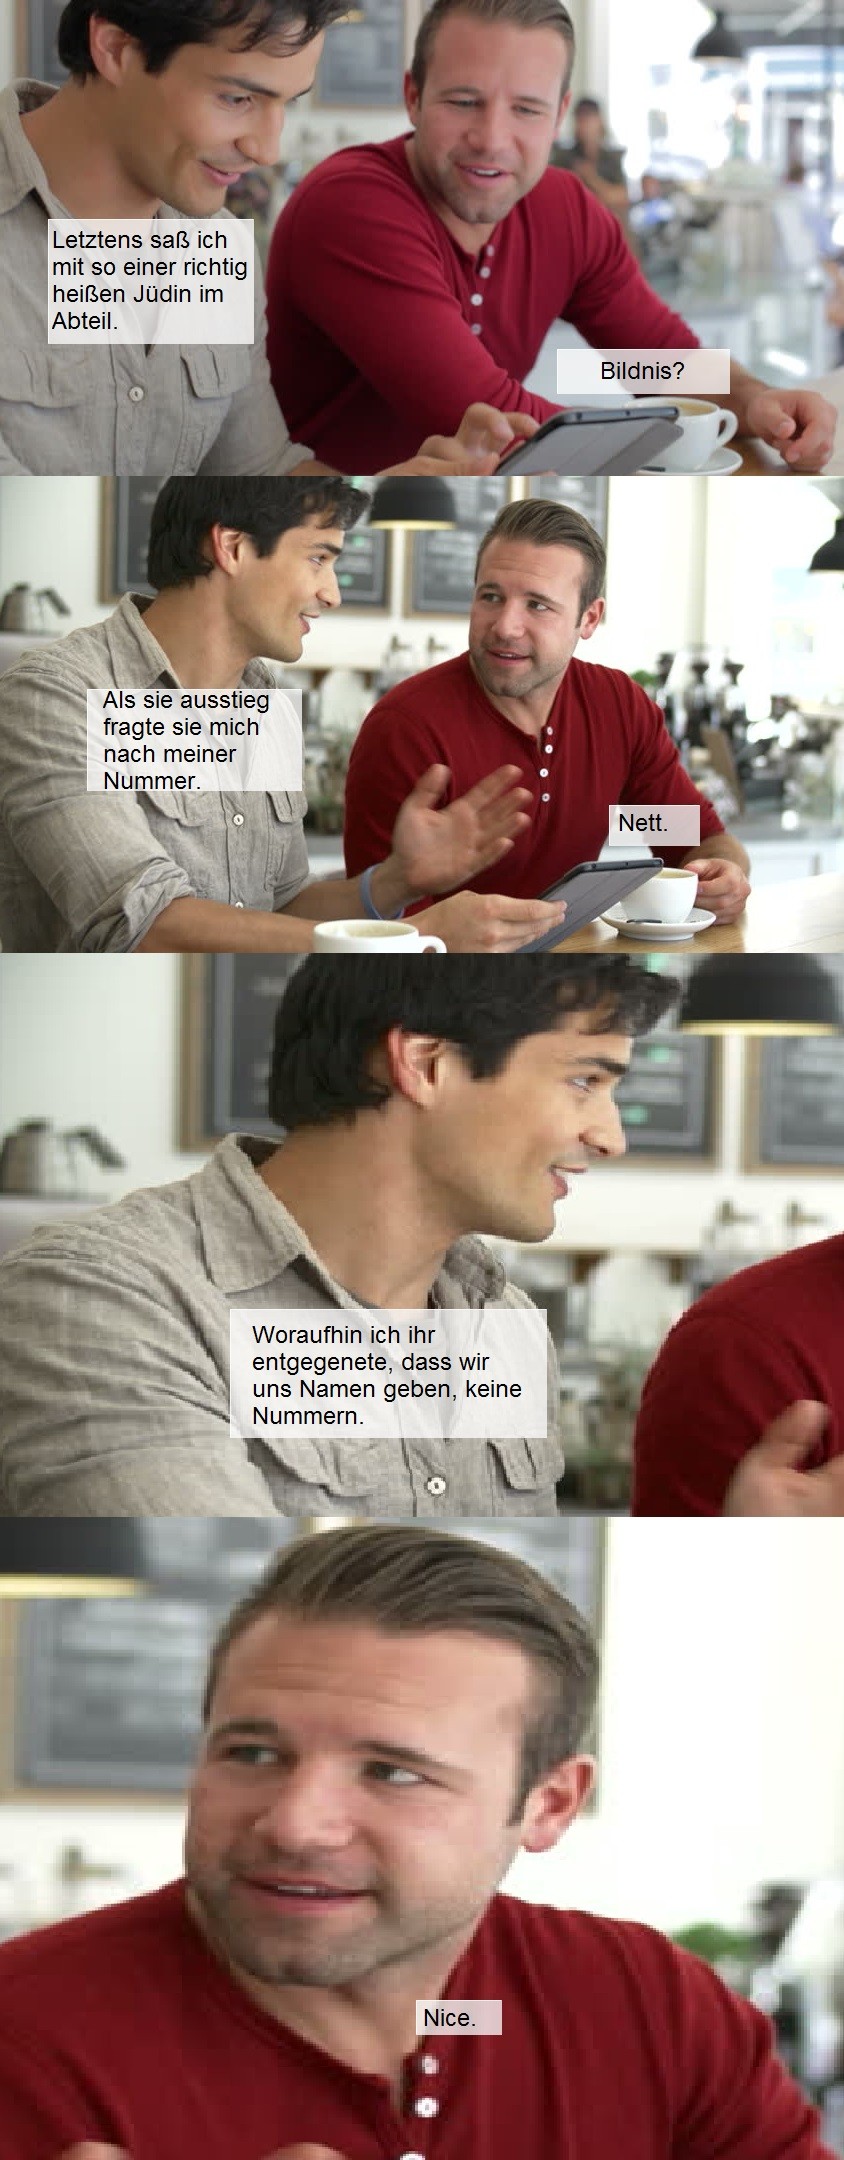 Letztens saß ich
mit so einer richtig
heißen Jüdin im
Abteil.
Bildnis?
Als sie ausstieg
fragte sie mich
nach meiner
Nummer.
Nett.
Woraufhin ich ihr
entgegenete, dass wir
uns Namen geben, keine
Nummern.
Nice.